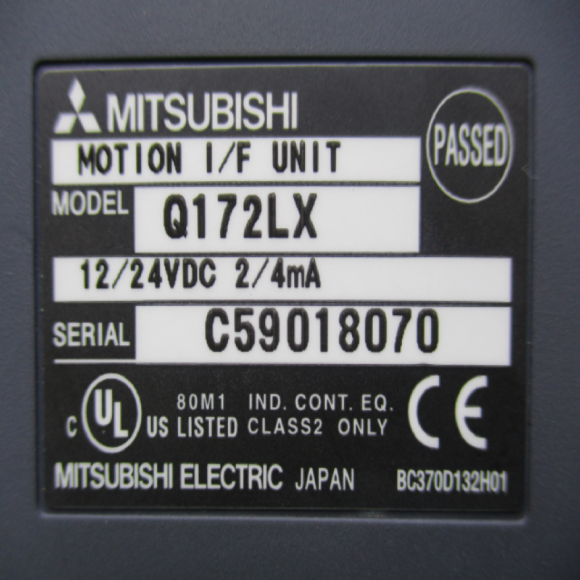 MITSUBISHI
PASSED
MOTION I/F UNIT
MODEL Q172LX
12/24VDC 2/4mA
SERIAL C59018070
C UL US LISTED 80M1 IND. CONT. EQ.
CLASS2 ONLY
CE
MITSUBISHI ELECTRIC JAPAN BC370D132H01